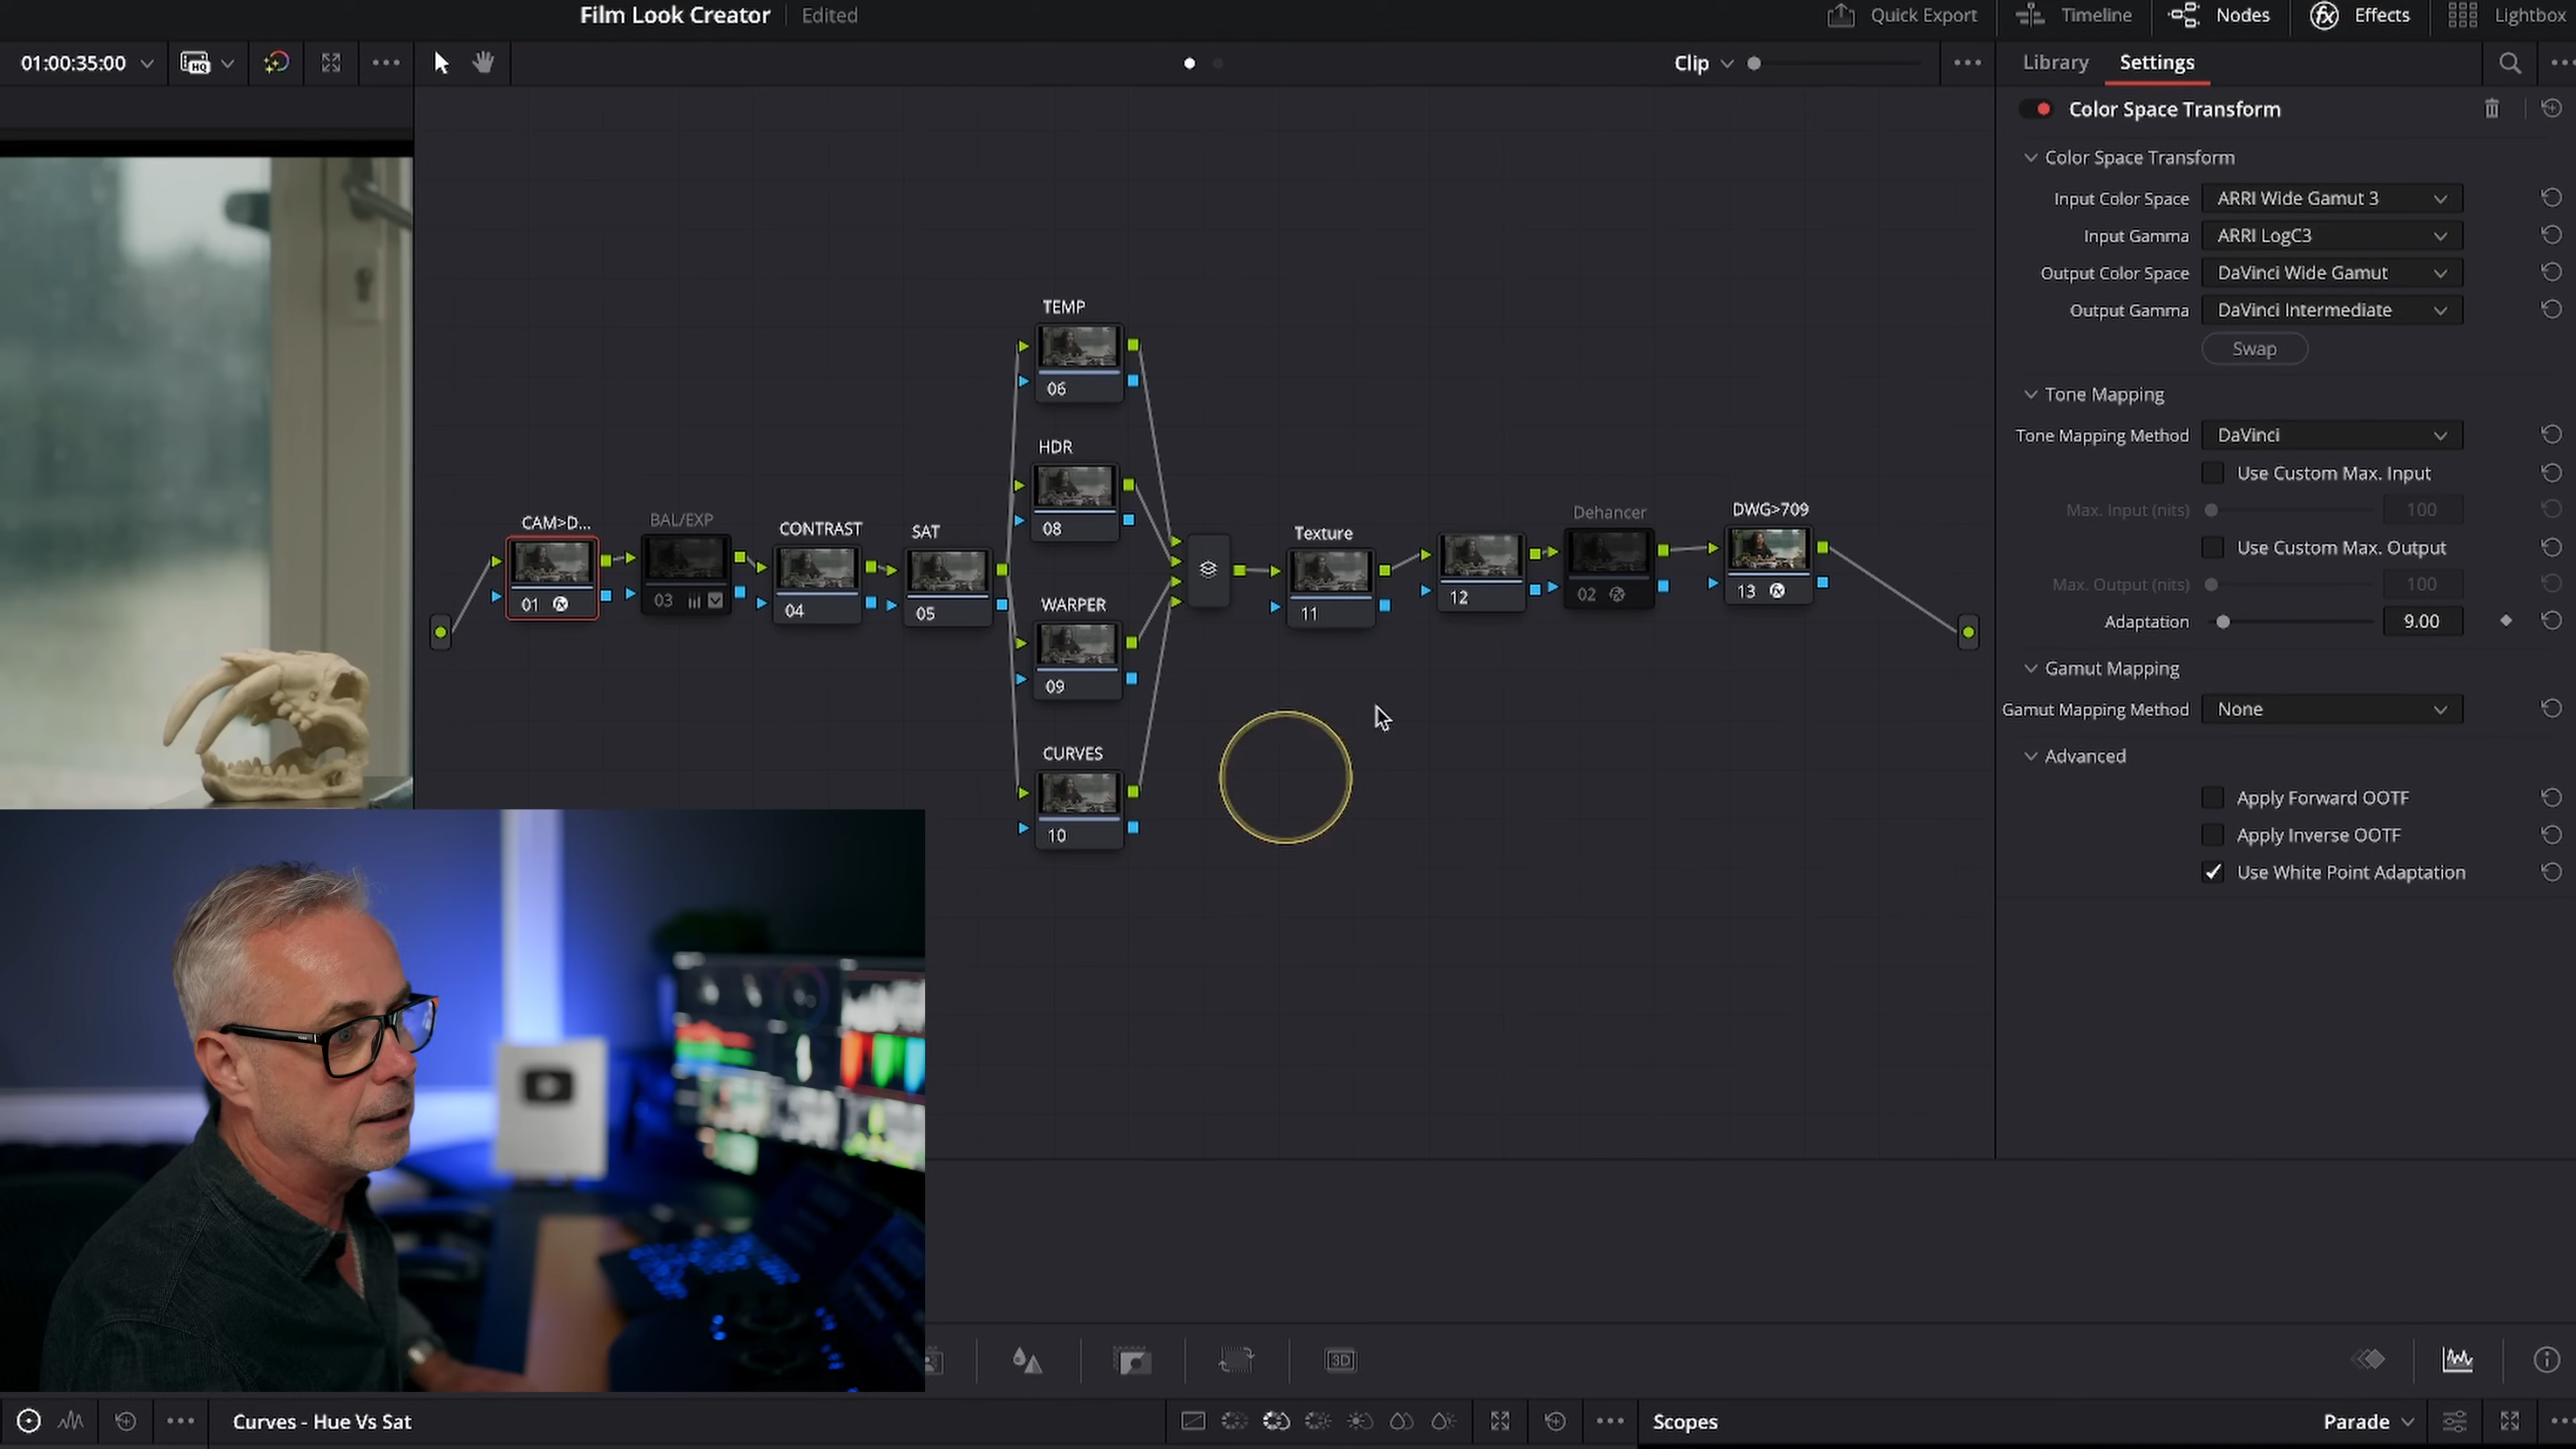 Film Look Creator Edited
Quick Export Timeline Nodes Effects Lightbox
01:00:35:00
HQ
Clip
Library Settings
Color Space Transform
Color Space Transform
Input Color Space ARRI Wide Gamut 3
Input Gamma ARRI LogC3
Output Color Space DaVinci Wide Gamut
Output Gamma DaVinci Intermediate
Swap
Tone Mapping
Tone Mapping Method DaVinci
Use Custom Max. Input
Max. Input (nits) 100
Use Custom Max. Output
Max. Output (nits) 100
Adaptation 9.00
Gamut Mapping
Gamut Mapping Method None
Advanced
Apply Forward OOTF
Apply Inverse OOTF
Use White Point Adaptation
TEMP
06
HDR
08
CAM>D...
01
BAL/EXP
03
CONTRAST
04
SAT
05
WARPER
09
CURVES
10
Texture
11
12
Dehancer
02
DWG>709
13
3D
Curves - Hue Vs Sat
Scopes
Parade